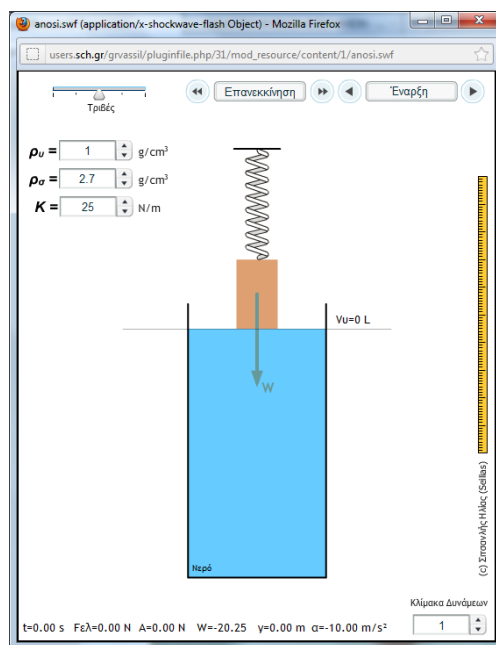 anosi.swf (application/x-shockwave-flash Object) - Mozilla Firefox
users.sch.gr/grvassil/pluginfile.php/31/mod_resource/content/1/anosi.swf
Τριβές
Επανεκκίνηση
Έναρξη
ρυ = 1 g/cm³
ρσ = 2.7 g/cm³
K = 25 N/m
Vυ=0 L
W
Νερό
(c) Σιτσανλής Ηλίας (Seilias)
Κλίμακα Δυνάμεων
1
t=0.00 s Fελ=0.00 N A=0.00 N W=-20.25 y=0.00 m α=-10.00 m/s²